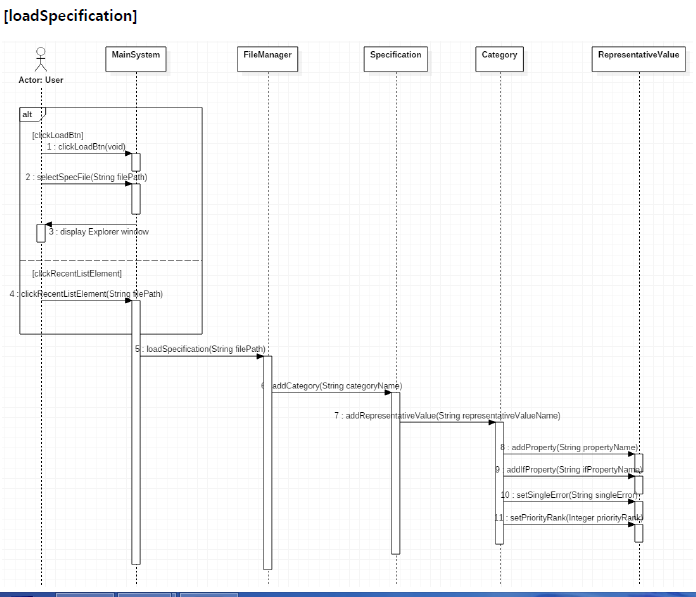 [loadSpecification]
MainSystem
FileManager
Specification
Category
RepresentativeValue
Actor: User
alt
[clickLoadBtn]
1 : clickLoadBtn(void)
2 : selectSpecFile(String filePath)
3 : display Explorer window
[clickRecentListElement]
4 : clickRecentListElement(String filePath)
5 : loadSpecification(String filePath)
6 : addCategory(String categoryName)
7 : addRepresentativeValue(String representativeValueName)
8 : addProperty(String propertyName)
9 : addIfProperty(String ifPropertyName)
10 : setSingleError(String singleError)
11 : setPriorityRank(Integer priorityRank)